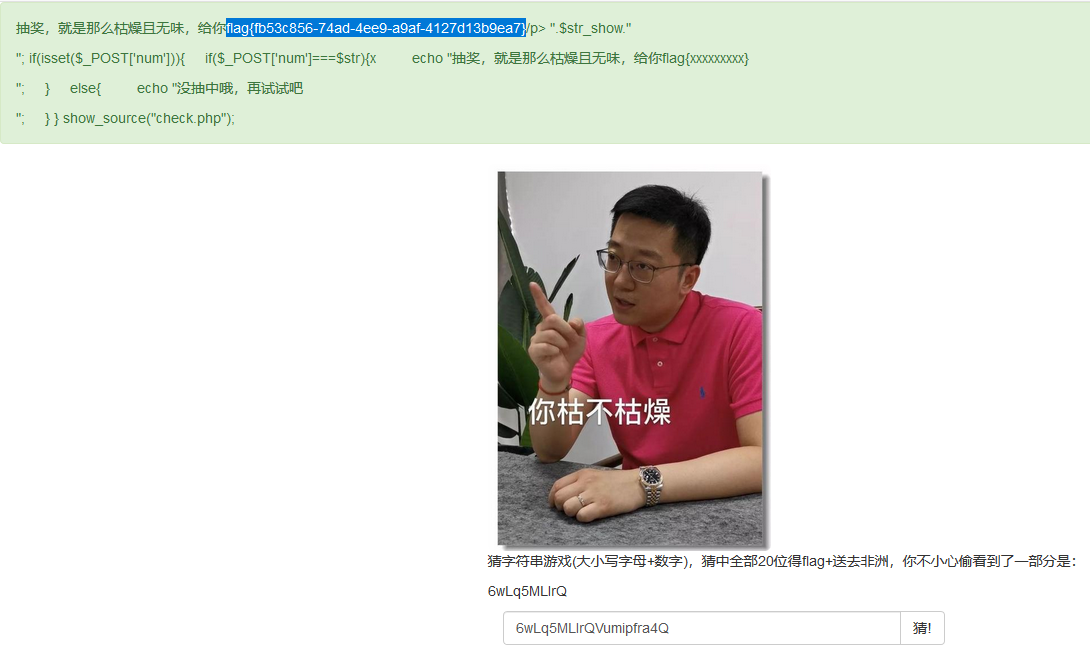 抽奖，就是那么枯燥且无味，给你flag{fb53c856-74ad-4ee9-a9af-4127d13b9ea7}/p> ".$str_show."
"; if(isset($_POST['num'])){ if($_POST['num']===$str){x echo "抽奖，就是那么枯燥且无味，给你flag{xxxxxxxxx}
"; } else{ echo "没抽中哦，再试试吧
"; } } show_source("check.php");
你枯不枯燥
猜字符串游戏(大小写字母+数字)，猜中全部20位得flag+送去非洲，你不小心偷看到了一部分是：
6wLq5MLIrQ
6wLq5MLIrQVumipfra4Q 猜!